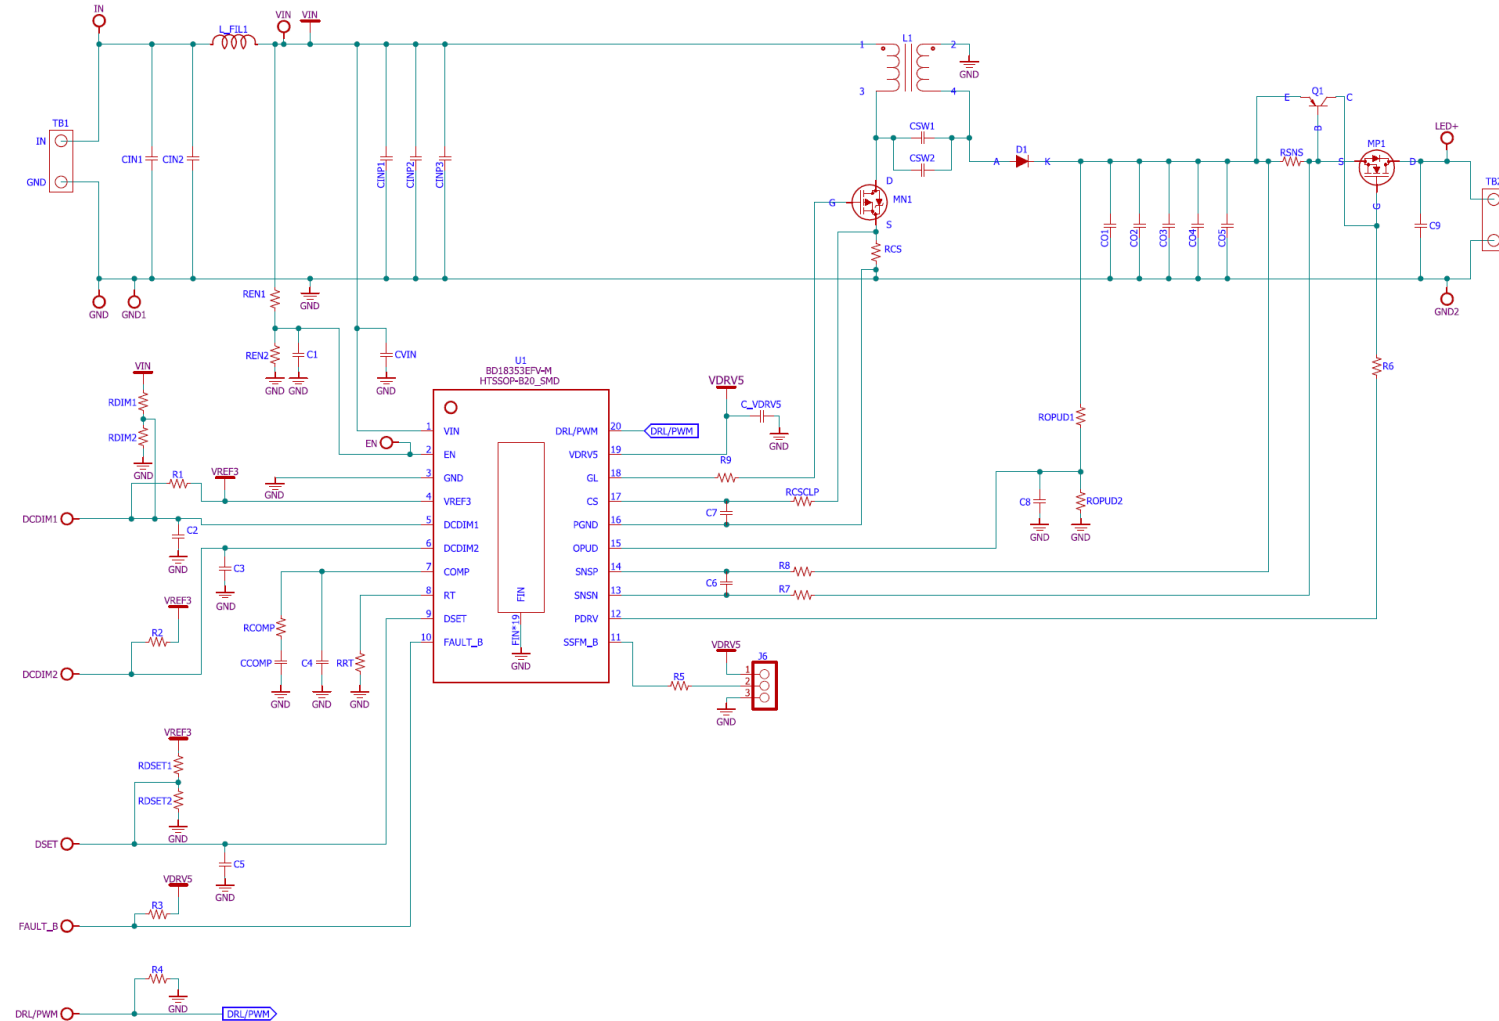 IN
VIN
VIN
L_FIL1
L1
1
2
GND
3
4
E
Q1
C
B
LED+
TB1
IN
CIN1
CIN2
CINP1
CINP2
CINP3
CSW1
CSW2
A
D1
K
RSNS
S
MP1
D
G
TB2
GND
D
G
MN1
S
RCS
CO1
CO2
CO3
CO4
CO5
C9
GND
GND1
REN1
GND
GND2
REN2
C1
CVIN
GND
GND
GND
R6
U1
BD18353EFV-M
HTSSOP-B20_SMD
VIN
RDIM1
RDIM2
GND
VDRV5
C_VDRV5
GND
ROPUD1
EN
1
VIN
DRL/PWM
20
DRL/PWM
2
EN
VDRV5
19
R1
VREF3
GND
3
GND
GL
18
R9
4
VREF3
CS
17
RCSCLP
C8
ROPUD2
GND
GND
DCDIM1
C2
GND
5
DCDIM1
PGND
16
C7
6
DCDIM2
OPUD
15
C3
GND
7
COMP
SNSP
14
R8
C6
8
RT
FIN
SNSN
13
R7
VREF3
R2
9
DSET
FIN*19
PDRV
12
10
FAULT_B
SSFM_B
11
RCOMP
CCOMP
C4
RRT
GND
GND
GND
GND
DCDIM2
VDRV5
J6
R5
1
2
3
GND
VREF3
RDSET1
RDSET2
GND
DSET
C5
GND
VDRV5
R3
FAULT_B
R4
GND
DRL/PWM
DRL/PWM